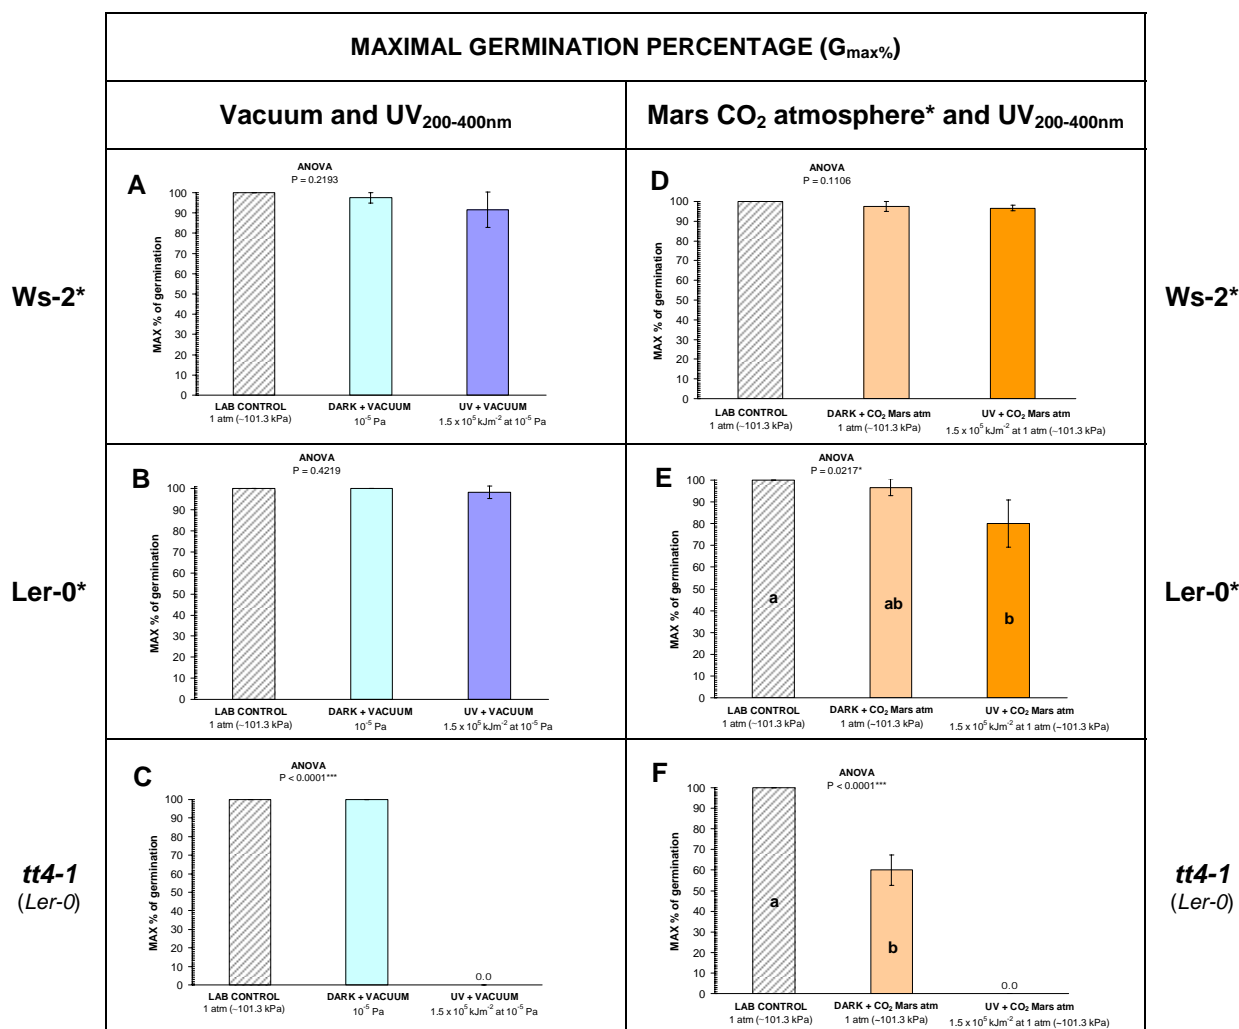 MAXIMAL GERMINATION PERCENTAGE (Gmax%)
Vacuum and UV200-400nm
Mars CO2 atmosphere* and UV200-400nm
Ws-2*
A
ANOVA
P = 0.2193
MAX % of germination
100
90
80
70
60
50
40
30
20
10
0
LAB CONTROL
1 atm (~101.3 kPa)
DARK + VACUUM
10-5 Pa
UV + VACUUM
1.5 x 105 kJm-2 at 10-5 Pa
D
ANOVA
P = 0.1106
MAX % of germination
100
90
80
70
60
50
40
30
20
10
0
LAB CONTROL
1 atm (~101.3 kPa)
DARK + CO2 Mars atm
1 atm (~101.3 kPa)
UV + CO2 Mars atm
1.5 x 105 kJm-2 at 1 atm (~101.3 kPa)
Ws-2*
Ler-0*
B
ANOVA
P = 0.4219
MAX % of germination
100
90
80
70
60
50
40
30
20
10
0
LAB CONTROL
1 atm (~101.3 kPa)
DARK + VACUUM
10-5 Pa
UV + VACUUM
1.5 x 105 kJm-2 at 10-5 Pa
E
ANOVA
P = 0.0217*
MAX % of germination
100
90
80
70
60
50
40
30
20
10
0
a
ab
b
LAB CONTROL
1 atm (~101.3 kPa)
DARK + CO2 Mars atm
1 atm (~101.3 kPa)
UV + CO2 Mars atm
1.5 x 105 kJm-2 at 1 atm (~101.3 kPa)
Ler-0*
tt4-1
(Ler-0)
C
ANOVA
P < 0.0001***
MAX % of germination
100
90
80
70
60
50
40
30
20
10
0
0.0
LAB CONTROL
1 atm (~101.3 kPa)
DARK + VACUUM
10-5 Pa
UV + VACUUM
1.5 x 105 kJm-2 at 10-5 Pa
F
ANOVA
P <0.0001***
MAX % of germination
100
90
80
70
60
50
40
30
20
10
0
a
b
0.0
LAB CONTROL
1 atm (~101.3 kPa)
DARK + CO2 Mars atm
1 atm (~101.3 kPa)
UV + CO2 Mars atm
1.5 x 105 kJm-2 at 1 atm (~101.3 kPa)
tt4-1
(Ler-0)